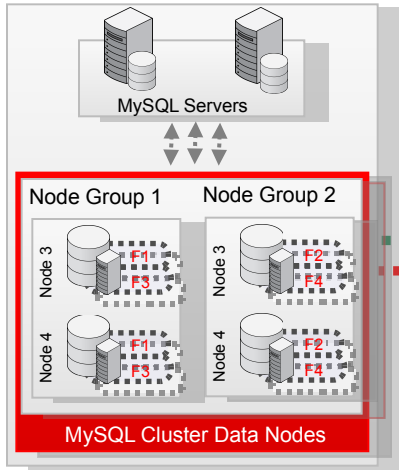 MySQL Servers
Node Group 1
Node Group 2
Node 3
F1
F3
Node 3
F2
F4
Node 4
F1
F3
Node 4
F2
F4
MySQL Cluster Data Nodes